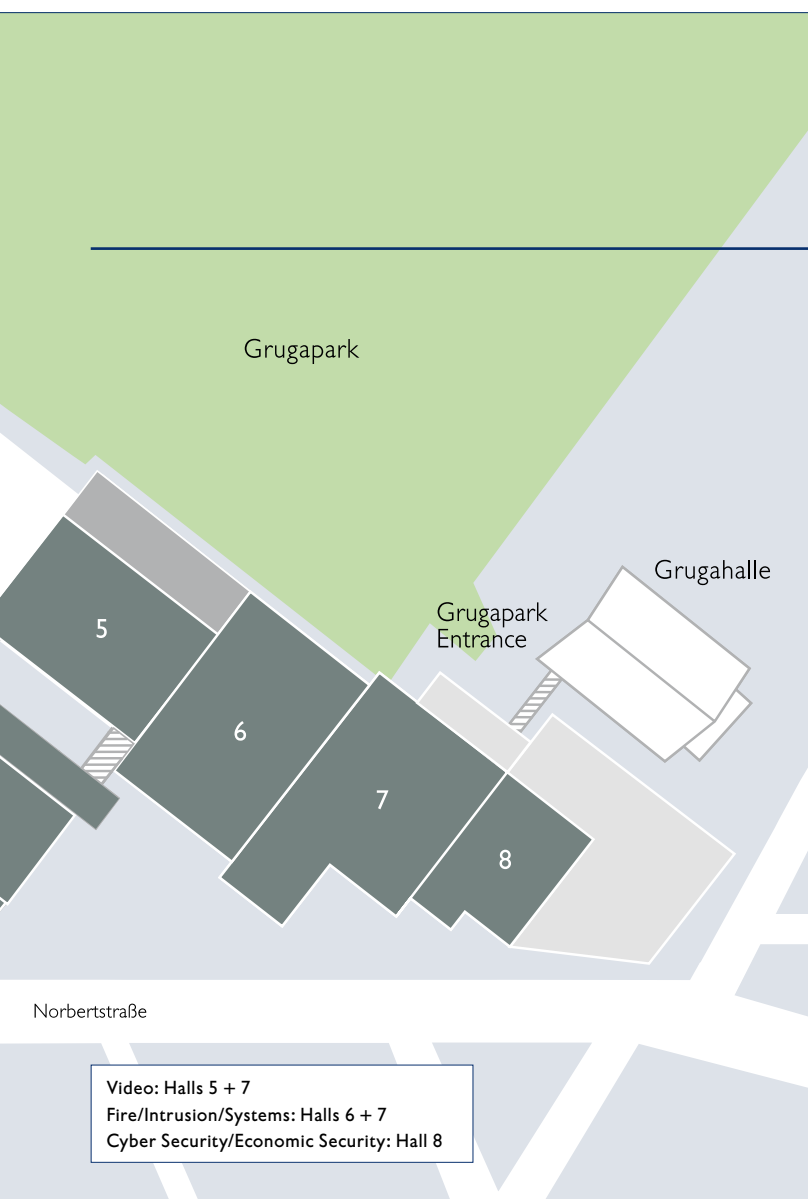 Grugapark
Grugahalle
Grugapark
Entrance
5
6
7
8
Norbertstraße
Video: Halls 5 + 7
Fire/Intrusion/Systems: Halls 6 + 7
Cyber Security/Economic Security: Hall 8